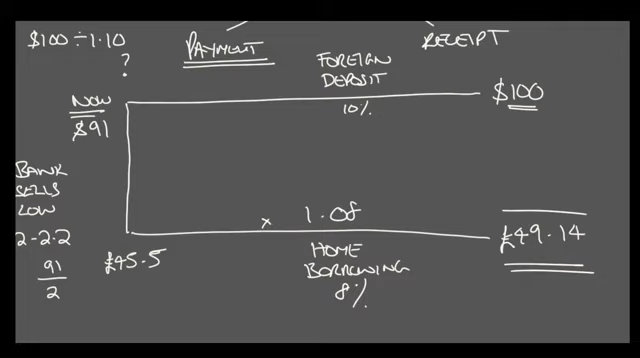 $100 ÷ 1.10
?
PAYMENT
RECEIPT
FOREIGN
DEPOSIT
NOW
$91
10%
$100
BANK
SELLS
LOW
2-2.2
91
2
£45.5
x 1.08
HOME
BORROWING
8%
£49.14